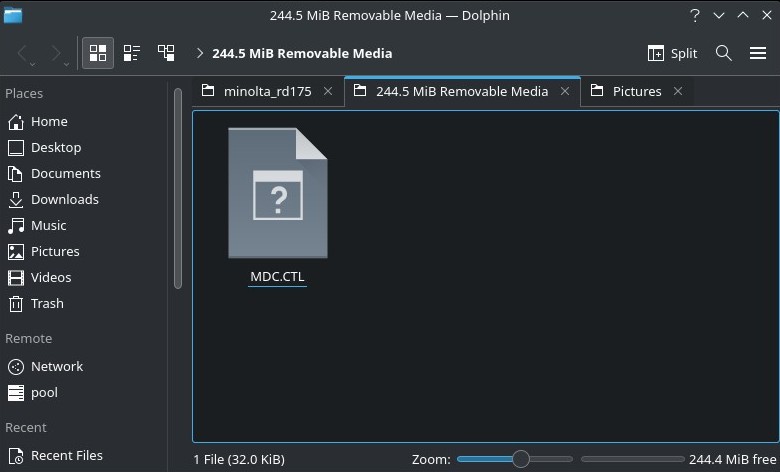 244.5 MiB Removable Media — Dolphin
244.5 MiB Removable Media
Split
Places
Home
Desktop
Documents
Downloads
Music
Pictures
Videos
Trash
Remote
Network
pool
Recent
Recent Files
minolta_rd175
244.5 MiB Removable Media
Pictures
?
MDC.CTL
1 File (32.0 KiB)
Zoom:
244.4 MiB free